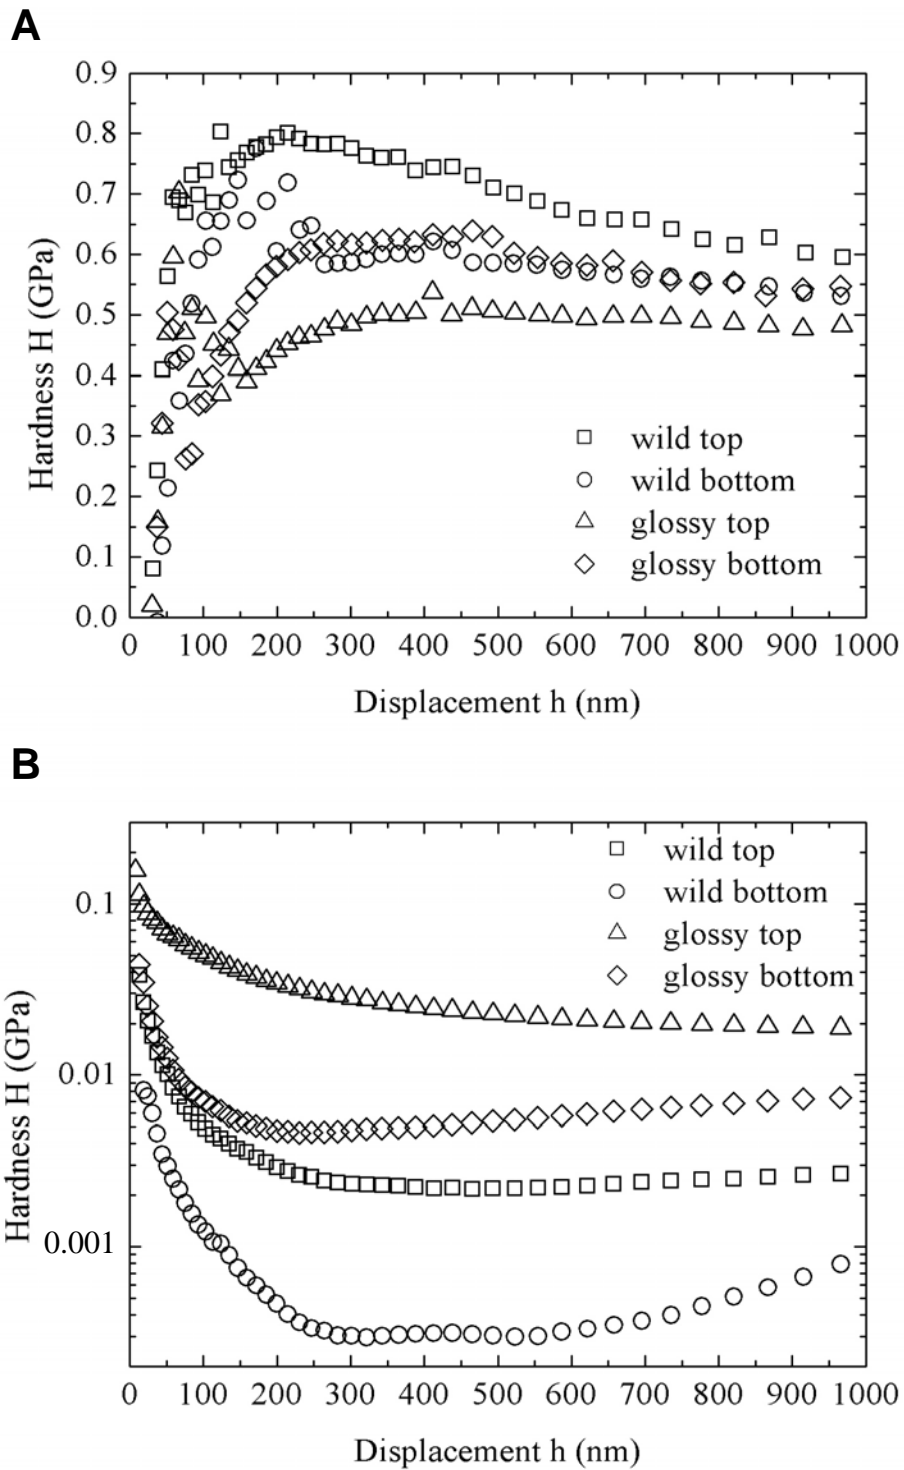 A
0.9
0.8
0.7
0.6
0.5
0.4
0.3
0.2
0.1
0.0
Hardness H (GPa)
wild top
wild bottom
glossy top
glossy bottom
0 100 200 300 400 500 600 700 800 900 1000
Displacement h (nm)
B
0.1
0.01
0.001
Hardness H (GPa)
wild top
wild bottom
glossy top
glossy bottom
0 100 200 300 400 500 600 700 800 900 1000
Displacement h (nm)